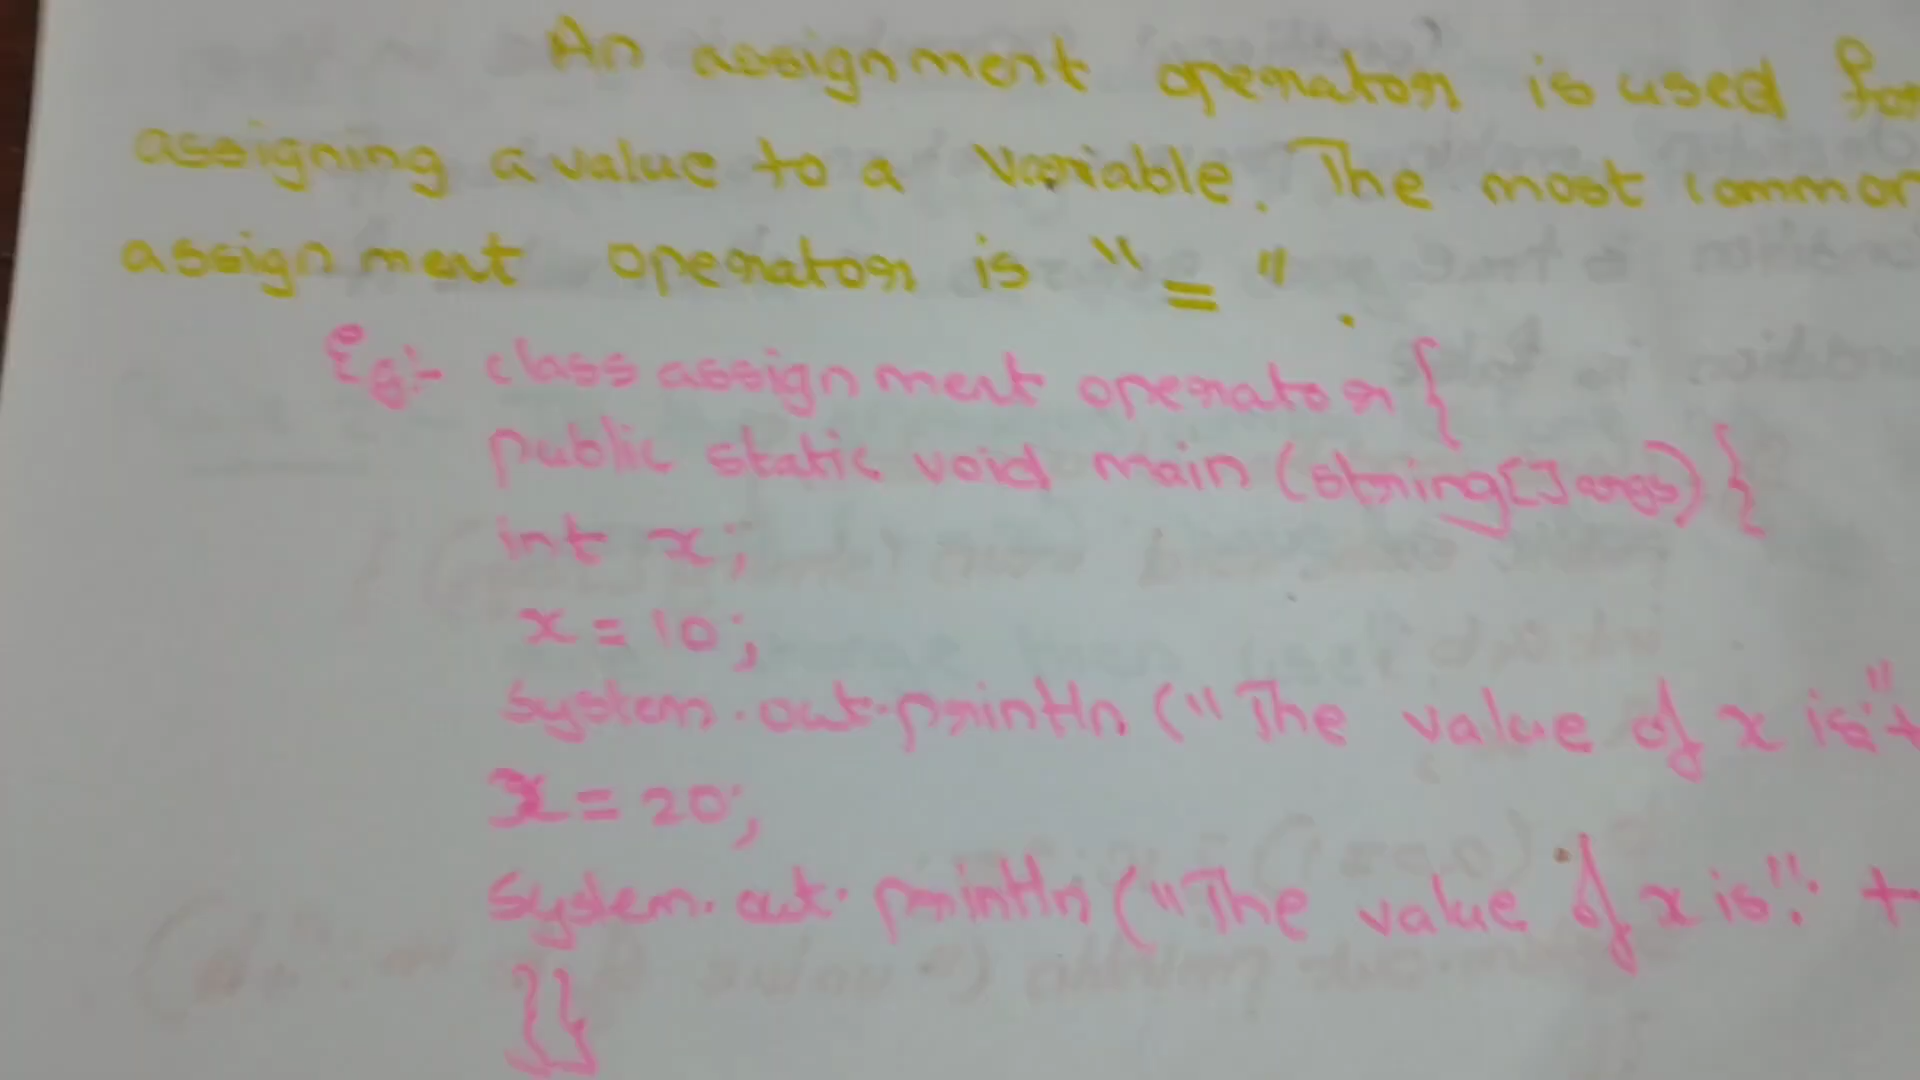 An assignment operator is used for
assigning a value to a variable. The most common
assignment operator is "=".
Eg:- class assignment operator {
public static void main (string[] args) {
int x;
x = 10;
system.out.println ("The value of x is" +
x = 20;
system.out.println ("The value of x is": +
}}